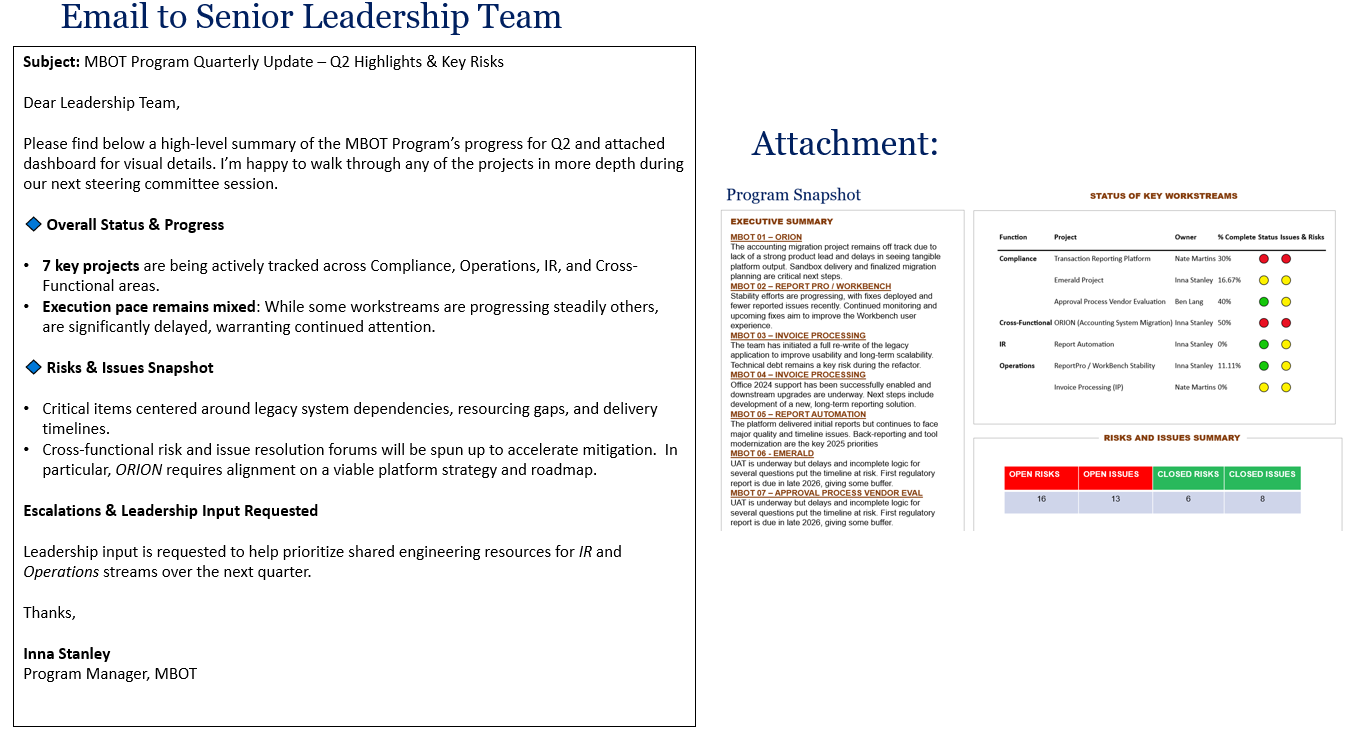 Email to Senior Leadership Team
Subject: MBOT Program Quarterly Update – Q2 Highlights & Key Risks
Dear Leadership Team,
Please find below a high-level summary of the MBOT Program’s progress for Q2 and attached
dashboard for visual details. I’m happy to walk through any of the projects in more depth during
our next steering committee session.
🔷 Overall Status & Progress
• 7 key projects are being actively tracked across Compliance, Operations, IR, and Cross-
Functional areas.
• Execution pace remains mixed: While some workstreams are progressing steadily others,
are significantly delayed, warranting continued attention.
🔷 Risks & Issues Snapshot
• Critical items centered around legacy system dependencies, resourcing gaps, and delivery
timelines.
• Cross-functional risk and issue resolution forums will be spun up to accelerate mitigation.  In
particular, ORION requires alignment on a viable platform strategy and roadmap.
Escalations & Leadership Input Requested
Leadership input is requested to help prioritize shared engineering resources for IR and
Operations streams over the next quarter.
Thanks,
Inna Stanley
Program Manager, MBOT
Attachment:
Program Snapshot
EXECUTIVE SUMMARY
MBOT 01 – ORION
The accounting migration project remains off track due to
lack of a strong product lead and delays in seeing tangible
platform output. Sandbox delivery and finalized migration
planning are critical next steps.
MBOT 02 – REPORT PRO / WORKBENCH
Stability efforts are progressing, with fixes deployed and
fewer reported issues recently. Continued monitoring and
upcoming fixes aim to improve the Workbench user
experience.
MBOT 03 – INVOICE PROCESSING
The team has initiated a full re-write of the legacy
application to improve usability and long-term scalability.
Technical debt remains a key risk during the refactor.
MBOT 04 – INVOICE PROCESSING
Office 2024 support has been successfully enabled and
downstream upgrades are underway. Next steps include
development of a new, long-term reporting solution.
MBOT 05 – REPORT AUTOMATION
The platform delivered initial reports but continues to face
major quality and timeline issues. Back-reporting and tool
modernization are the key 2025 priorities
MBOT 06 - EMERALD
UAT is underway but delays and incomplete logic for
several questions put the timeline at risk. First regulatory
report is due in late 2026, giving some buffer.
MBOT 07 – APPROVAL PROCESS VENDOR EVAL
UAT is underway but delays and incomplete logic for
several questions put the timeline at risk. First regulatory
report is due in late 2026, giving some buffer.
STATUS OF KEY WORKSTREAMS
Function Project Owner % Complete Status Issues & Risks
Compliance Transaction Reporting Platform Nate Martins 30%
Emerald Project Inna Stanley 16.67%
Approval Process Vendor Evaluation Ben Lang 40%
Cross-Functional ORION (Accounting System Migration) Inna Stanley 50%
IR Report Automation Inna Stanley 0%
Operations ReportPro / WorkBench Stability Inna Stanley 11.11%
Invoice Processing (IP) Nate Martins 0%
RISKS AND ISSUES SUMMARY
OPEN RISKS OPEN ISSUES CLOSED RISKS CLOSED ISSUES
16 13 6 8